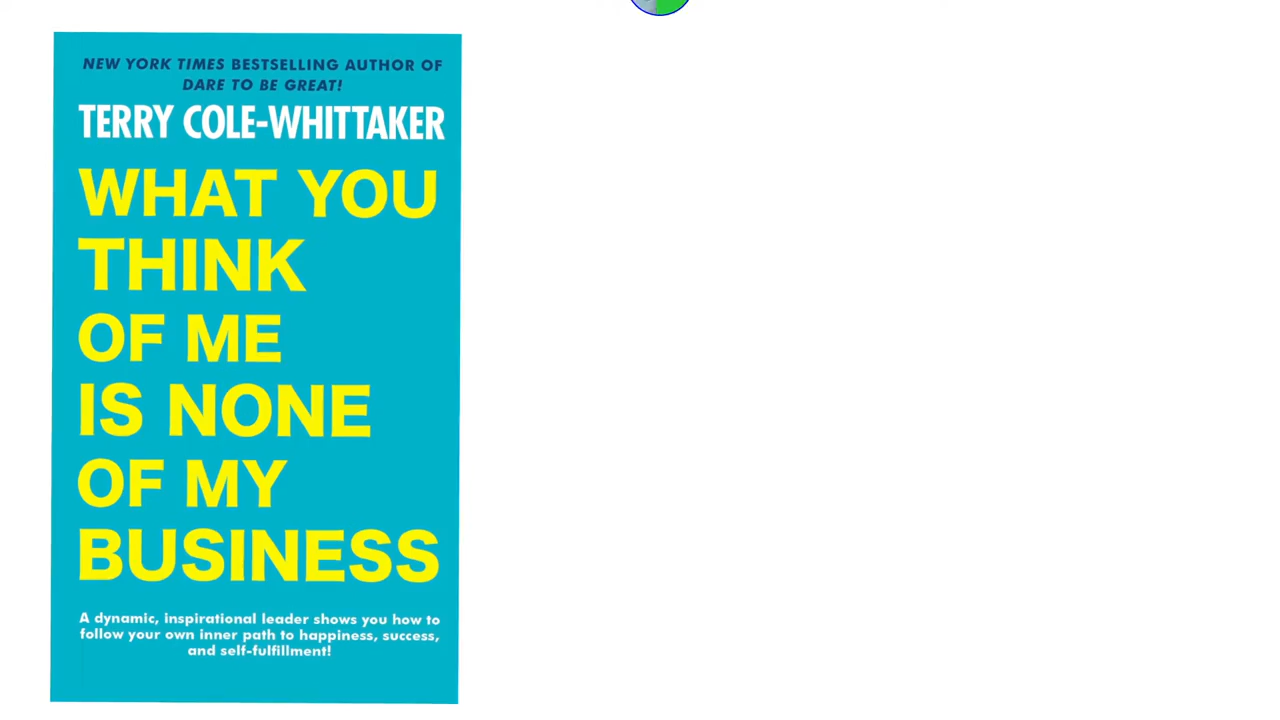 NEW YORK TIMES BESTSELLING AUTHOR OF
DARE TO BE GREAT!
TERRY COLE-WHITTAKER
WHAT YOU
THINK
OF ME
IS NONE
OF MY
BUSINESS
A dynamic, inspirational leader shows you how to
follow your own inner path to happiness, success,
and self-fulfillment!